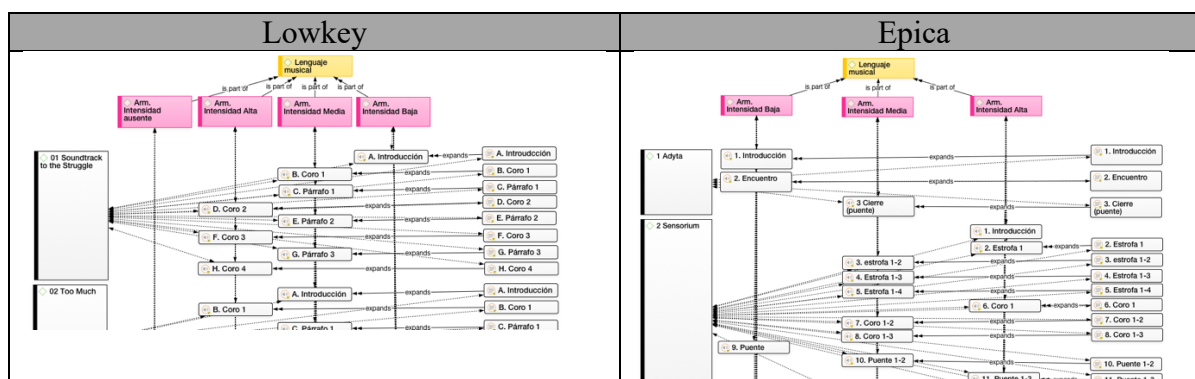 Lowkey
Epica
Lenguaje
musical
is part of
is part of
is part of
is part of
Arm.
Intensidad
ausente
Arm.
Intensidad Alta
Arm.
Intensidad Media
Arm.
Intensidad Baja
01 Soundtrack
to the Struggle
A. Introducción
expands
A. Introudcción
B. Coro 1
expands
B. Coro 1
C. Párrafo 1
expands
C. Párrafo 1
D. Coro 2
expands
D. Coro 2
E. Párrafo 2
expands
E. Párrafo 2
F. Coro 3
expands
F. Coro 3
G. Párrafo 3
expands
G. Párrafo 3
H. Coro 4
expands
H. Coro 4
02 Too Much
A. Introducción
expands
A. Introducción
B. Coro 1
expands
B. Coro 1
C. Párrafo 1
expands
C. Párrafo 1
Lenguaje
musical
is part of
is part of
is part of
Arm.
Intensidad Baja
Arm.
Intensidad Media
Arm.
Intensidad Alta
1 Adyta
1. Introducción
expands
1. Introducción
2. Encuentro
expands
2. Encuentro
3 Cierre
(puente)
expands
3. Cierre
(puente)
2 Sensorium
1. Introducción
2. Estrofa 1
expands
2. Estrofa 1
3. estrofa 1-2
expands
3. estrofa 1-2
4. Estrofa 1-3
expands
4. Estrofa 1-3
5. Estrofa 1-4
expands
5. Estrofa 1-4
6. Coro 1
expands
6. Coro 1
7. Coro 1-2
expands
7. Coro 1-2
8. Coro 1-3
expands
8. Coro 1-3
9. Puente
10. Puente 1-2
expands
10. Puente 1-2
11. Puente 1-2